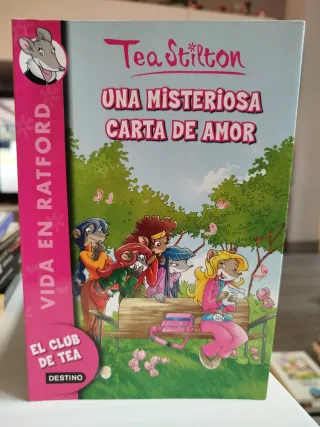 Tea Stilton
UNA MISTERIOSA
CARTA DE AMOR
VIDA EN RATFORD
EL CLUB
DE TEA
DESTINO